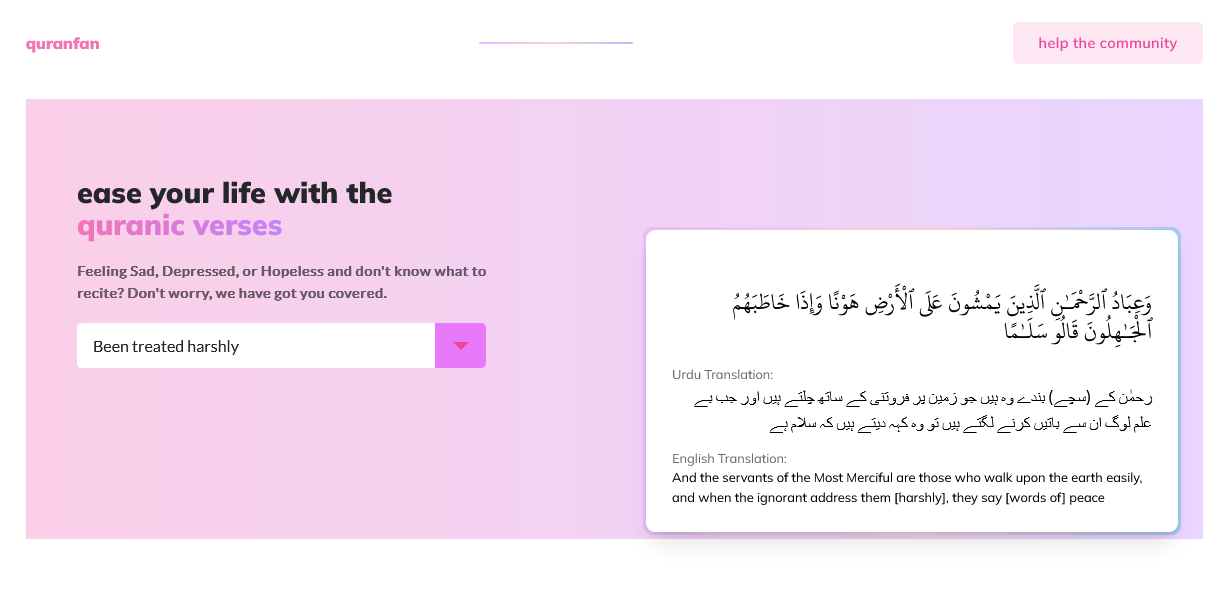 quranfan
help the community
ease your life with the
quranic verses
Feeling Sad, Depressed, or Hopeless and don't know what to
recite? Don't worry, we have got you covered.
Been treated harshly
وَعِبَادُ ٱلرَّحْمَـٰنِ ٱلَّذِينَ يَمْشُونَ عَلَى ٱلْأَرْضِ هَوْنًا وَإِذَا خَاطَبَهُمُ
ٱلْجَـٰهِلُونَ قَالُوا۟ سَلَـٰمًا
Urdu Translation:
رحمٰن کے (سچے) بندے وه ہیں جو زمین پر فروتنی کے ساتھ چلتے ہیں اور جب بے
علم لوگ ان سے باتیں کرنے لگتے ہیں تو وه کہہ دیتے ہیں کہ سلام ہے
English Translation:
And the servants of the Most Merciful are those who walk upon the earth easily,
and when the ignorant address them [harshly], they say [words of] peace